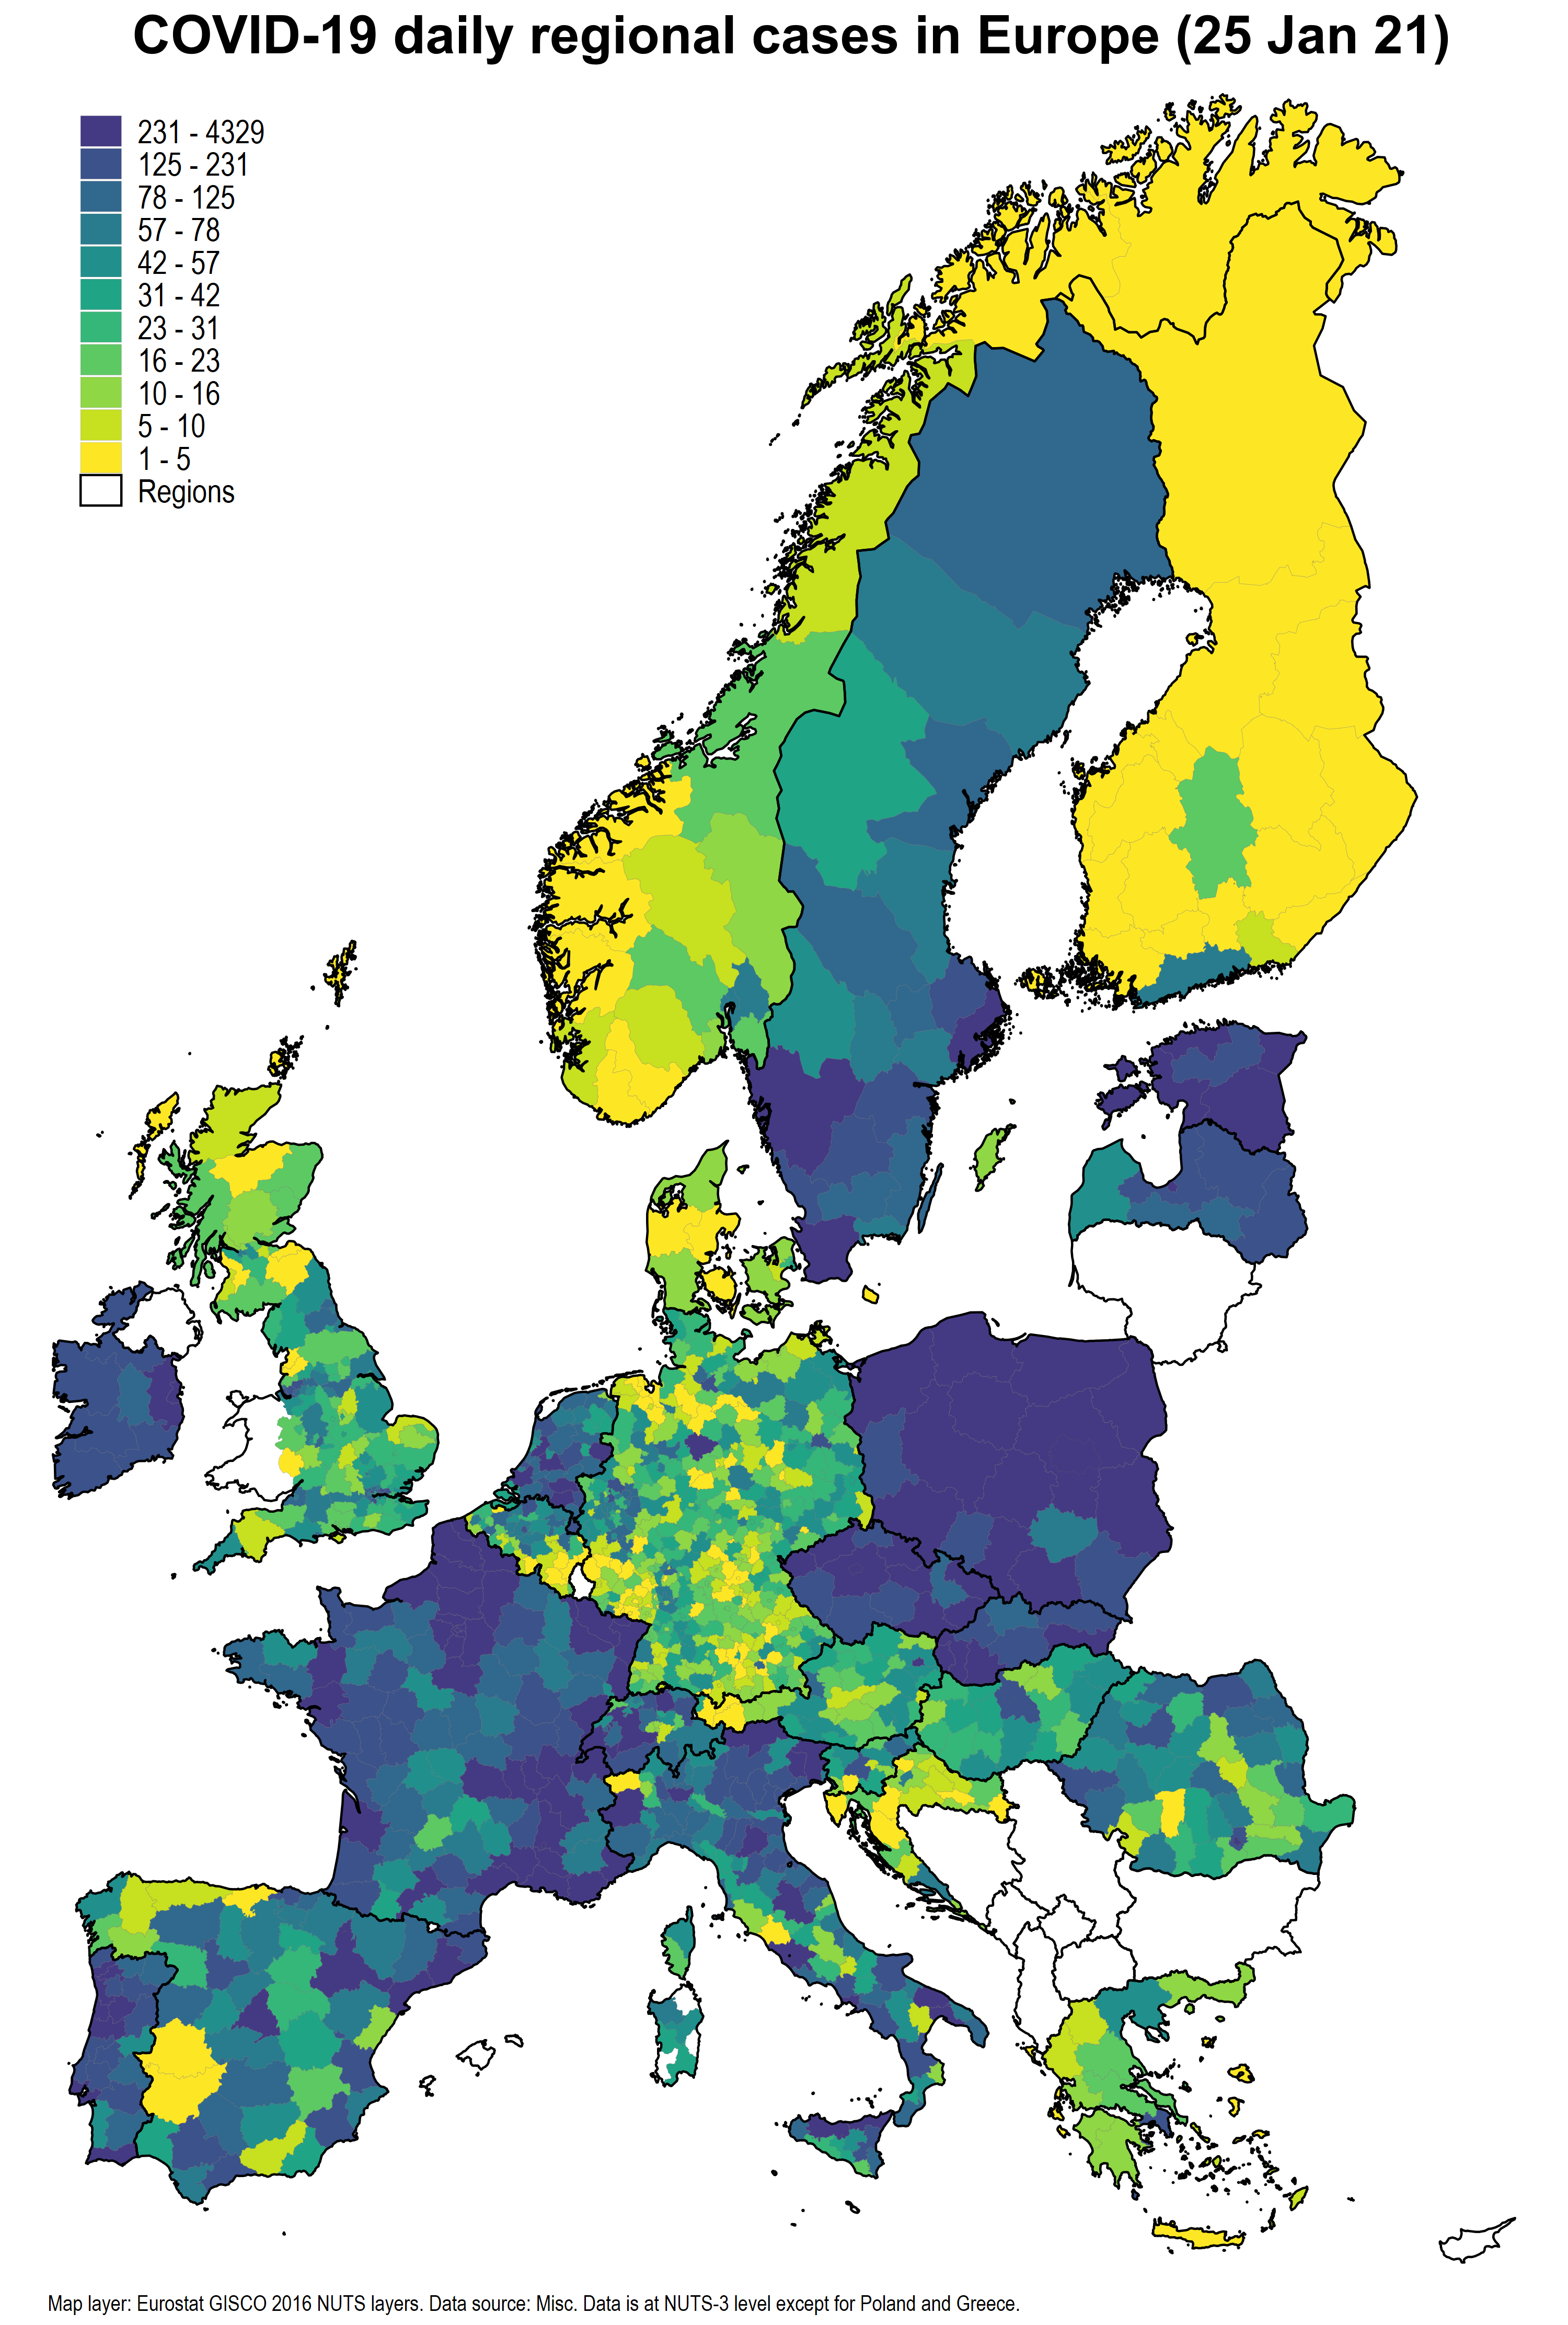 COVID-19 daily regional cases in Europe (25 Jan 21)
231 - 4329
125 - 231
78 - 125
57 - 78
42 - 57
31 - 42
23 - 31
16 - 23
10 - 16
5 - 10
1 - 5
Regions
Map layer: Eurostat GISCO 2016 NUTS layers. Data source: Misc. Data is at NUTS-3 level except for Poland and Greece.